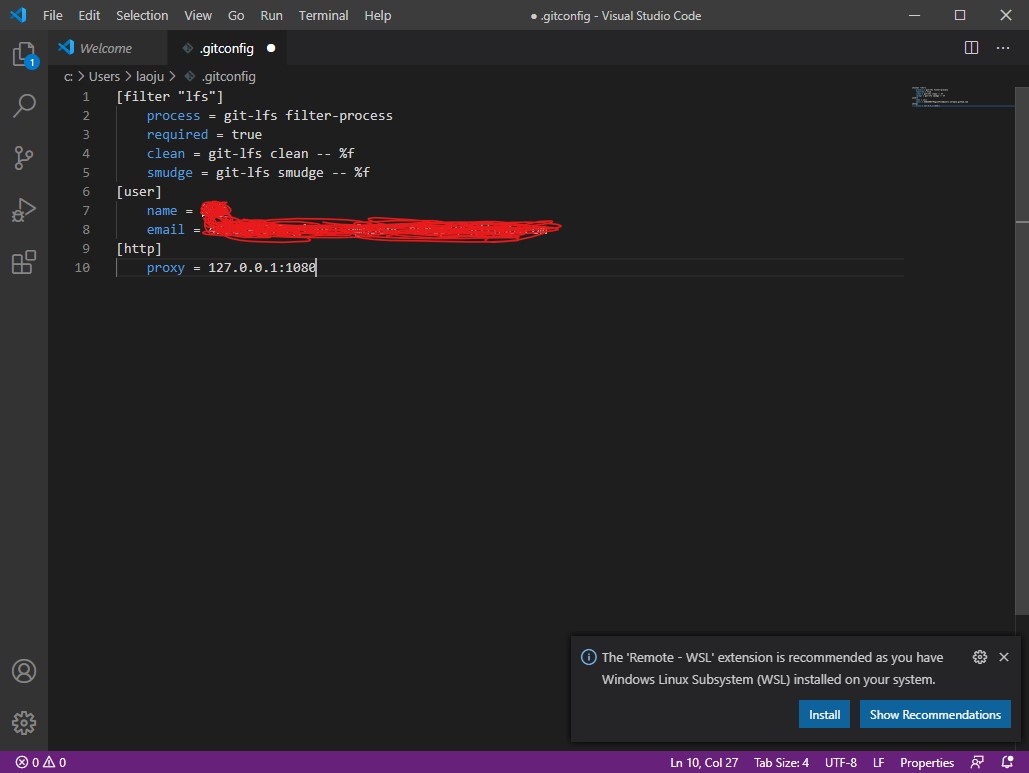 File Edit Selection View Go Run Terminal Help
● .gitconfig - Visual Studio Code
Welcome
.gitconfig ●
c: > Users > laoju > .gitconfig
1 [filter "lfs"]
2 process = git-lfs filter-process
3 required = true
4 clean = git-lfs clean -- %f
5 smudge = git-lfs smudge -- %f
6 [user]
7 name =
8 email =
9 [http]
10 proxy = 127.0.0.1:1080
1
The 'Remote - WSL' extension is recommended as you have
Windows Linux Subsystem (WSL) installed on your system.
Install
Show Recommendations
0 0
Ln 10, Col 27 Tab Size: 4 UTF-8 LF Properties